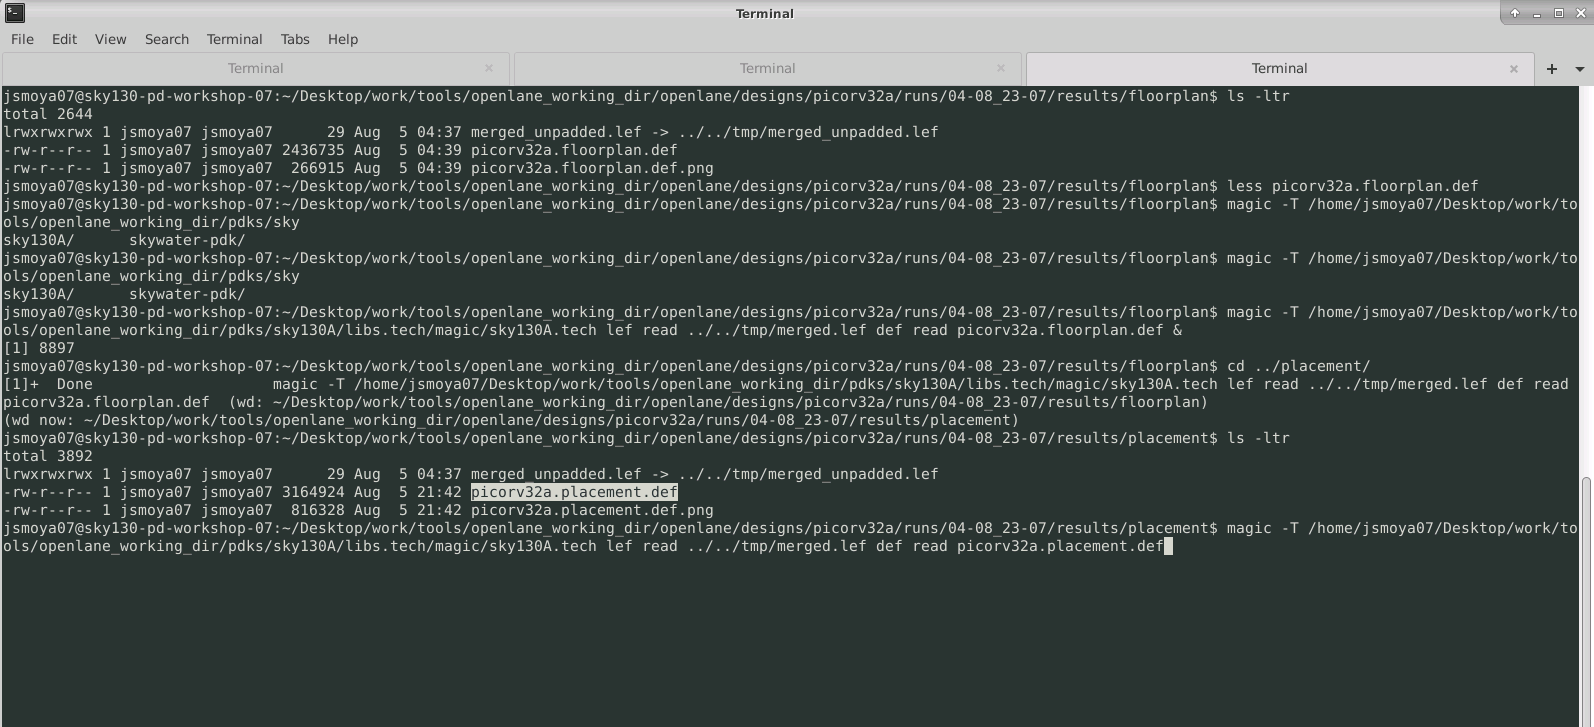 Terminal
File Edit View Search Terminal Tabs Help
Terminal Terminal Terminal
jsmoya07@sky130-pd-workshop-07:~/Desktop/work/tools/openlane_working_dir/openlane/designs/picorv32a/runs/04-08_23-07/results/floorplan$ ls -ltr
total 2644
lrwxrwxrwx 1 jsmoya07 jsmoya07      29 Aug  5 04:37 merged_unpadded.lef -> ../../tmp/merged_unpadded.lef
-rw-r--r-- 1 jsmoya07 jsmoya07 2436735 Aug  5 04:39 picorv32a.floorplan.def
-rw-r--r-- 1 jsmoya07 jsmoya07  266915 Aug  5 04:39 picorv32a.floorplan.def.png
jsmoya07@sky130-pd-workshop-07:~/Desktop/work/tools/openlane_working_dir/openlane/designs/picorv32a/runs/04-08_23-07/results/floorplan$ less picorv32a.floorplan.def
jsmoya07@sky130-pd-workshop-07:~/Desktop/work/tools/openlane_working_dir/openlane/designs/picorv32a/runs/04-08_23-07/results/floorplan$ magic -T /home/jsmoya07/Desktop/work/to
ols/openlane_working_dir/pdks/sky
sky130A/      skywater-pdk/
jsmoya07@sky130-pd-workshop-07:~/Desktop/work/tools/openlane_working_dir/openlane/designs/picorv32a/runs/04-08_23-07/results/floorplan$ magic -T /home/jsmoya07/Desktop/work/to
ols/openlane_working_dir/pdks/sky
sky130A/      skywater-pdk/
jsmoya07@sky130-pd-workshop-07:~/Desktop/work/tools/openlane_working_dir/openlane/designs/picorv32a/runs/04-08_23-07/results/floorplan$ magic -T /home/jsmoya07/Desktop/work/to
ols/openlane_working_dir/pdks/sky130A/libs.tech/magic/sky130A.tech lef read ../../tmp/merged.lef def read picorv32a.floorplan.def &
[1] 8897
jsmoya07@sky130-pd-workshop-07:~/Desktop/work/tools/openlane_working_dir/openlane/designs/picorv32a/runs/04-08_23-07/results/floorplan$ cd ../placement/
[1]+  Done                    magic -T /home/jsmoya07/Desktop/work/tools/openlane_working_dir/pdks/sky130A/libs.tech/magic/sky130A.tech lef read ../../tmp/merged.lef def read
picorv32a.floorplan.def  (wd: ~/Desktop/work/tools/openlane_working_dir/openlane/designs/picorv32a/runs/04-08_23-07/results/floorplan)
(wd now: ~/Desktop/work/tools/openlane_working_dir/openlane/designs/picorv32a/runs/04-08_23-07/results/placement)
jsmoya07@sky130-pd-workshop-07:~/Desktop/work/tools/openlane_working_dir/openlane/designs/picorv32a/runs/04-08_23-07/results/placement$ ls -ltr
total 3892
lrwxrwxrwx 1 jsmoya07 jsmoya07      29 Aug  5 04:37 merged_unpadded.lef -> ../../tmp/merged_unpadded.lef
-rw-r--r-- 1 jsmoya07 jsmoya07 3164924 Aug  5 21:42 picorv32a.placement.def
-rw-r--r-- 1 jsmoya07 jsmoya07  816328 Aug  5 21:42 picorv32a.placement.def.png
jsmoya07@sky130-pd-workshop-07:~/Desktop/work/tools/openlane_working_dir/openlane/designs/picorv32a/runs/04-08_23-07/results/placement$ magic -T /home/jsmoya07/Desktop/work/to
ols/openlane_working_dir/pdks/sky130A/libs.tech/magic/sky130A.tech lef read ../../tmp/merged.lef def read picorv32a.placement.def